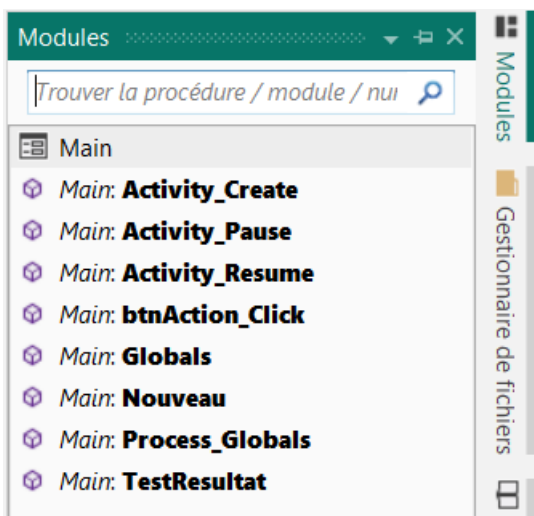 Modules
Trouver la procédure / module / nur
Main
Main: Activity_Create
Main: Activity_Pause
Main: Activity_Resume
Main: btnAction_Click
Main: Globals
Main: Nouveau
Main: Process_Globals
Main: TestResultat
Modules
Gestionnaire de fichiers